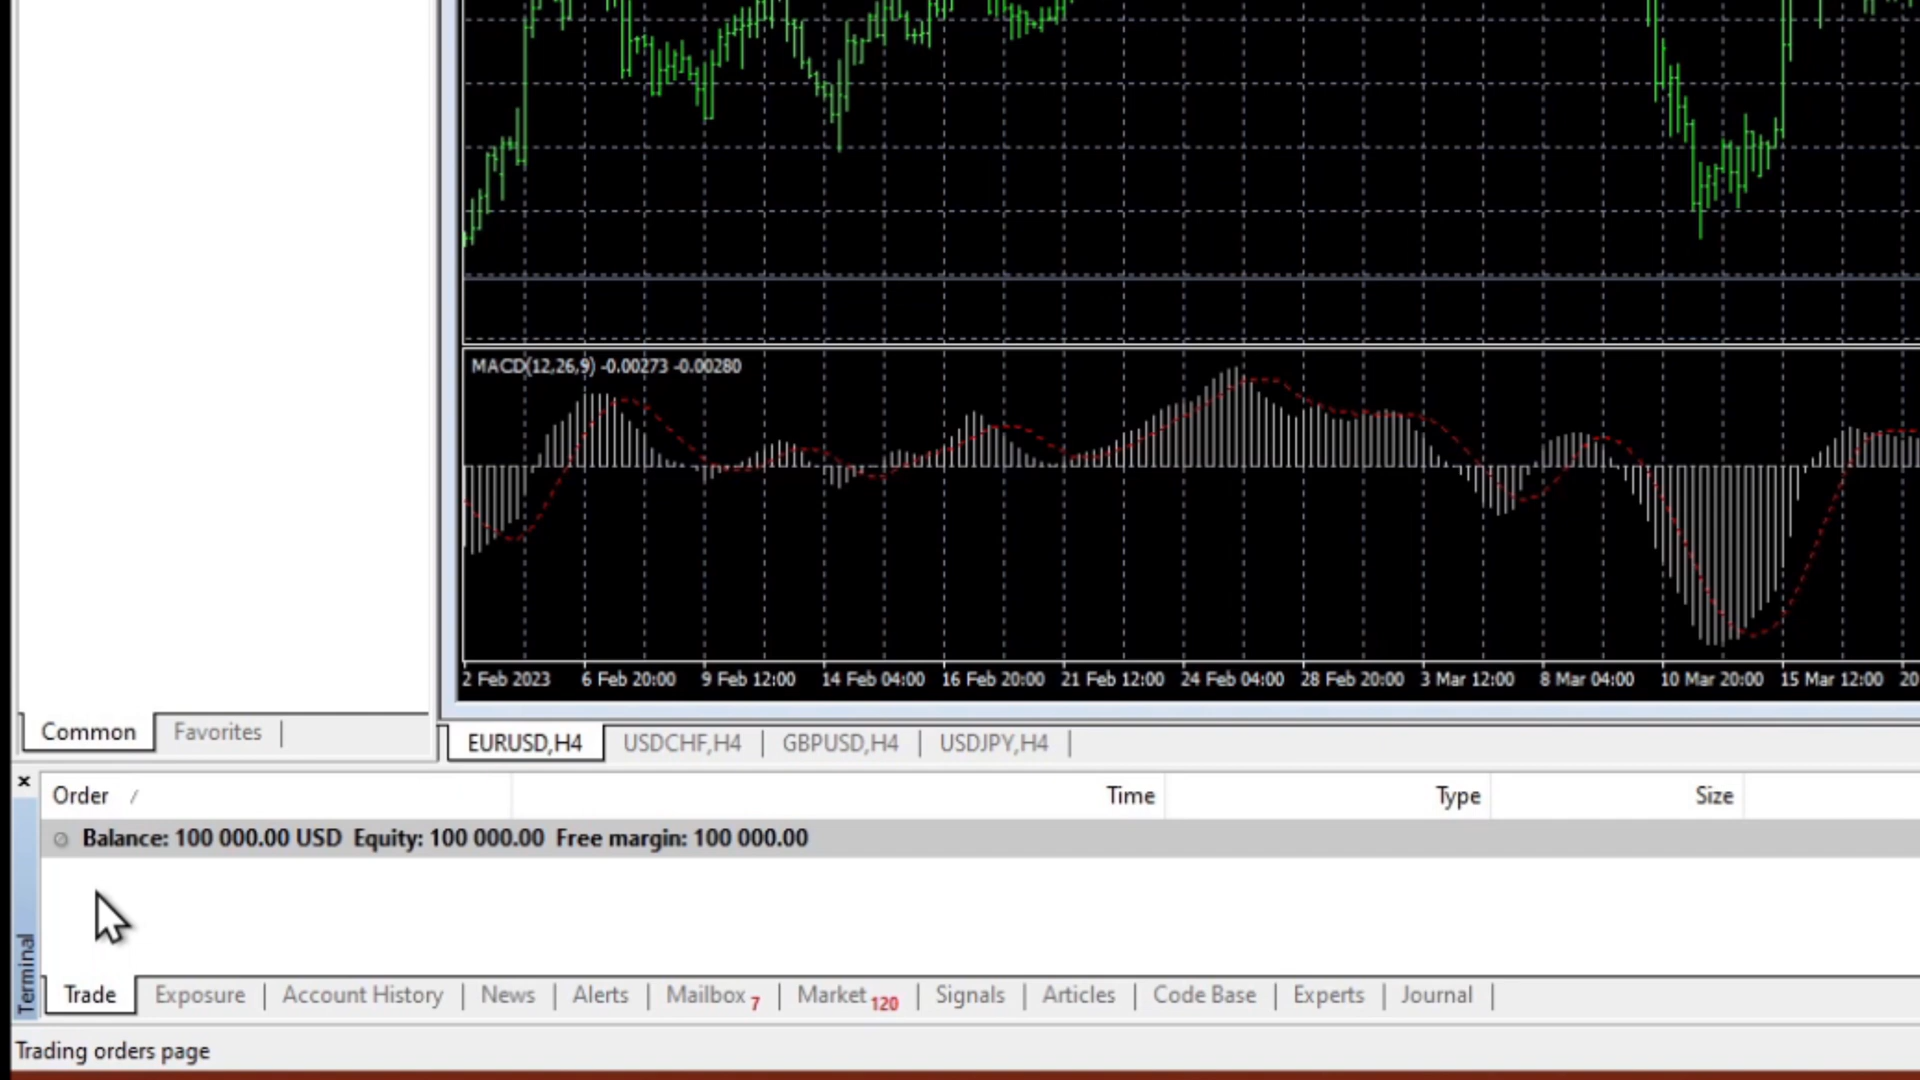 MACD(12,26,9) -0.00273 -0.00280
2 Feb 2023 6 Feb 20:00 9 Feb 12:00 14 Feb 04:00 16 Feb 20:00 21 Feb 12:00 24 Feb 04:00 28 Feb 20:00 3 Mar 12:00 8 Mar 04:00 10 Mar 20:00 15 Mar 12:00 20
Common Favorites
EURUSD,H4 USDCHF,H4 GBPUSD,H4 USDJPY,H4
Order / Time Type Size
Balance: 100 000.00 USD Equity: 100 000.00 Free margin: 100 000.00
Terminal
Trade Exposure Account History News Alerts Mailbox 7 Market 120 Signals Articles Code Base Experts Journal
Trading orders page